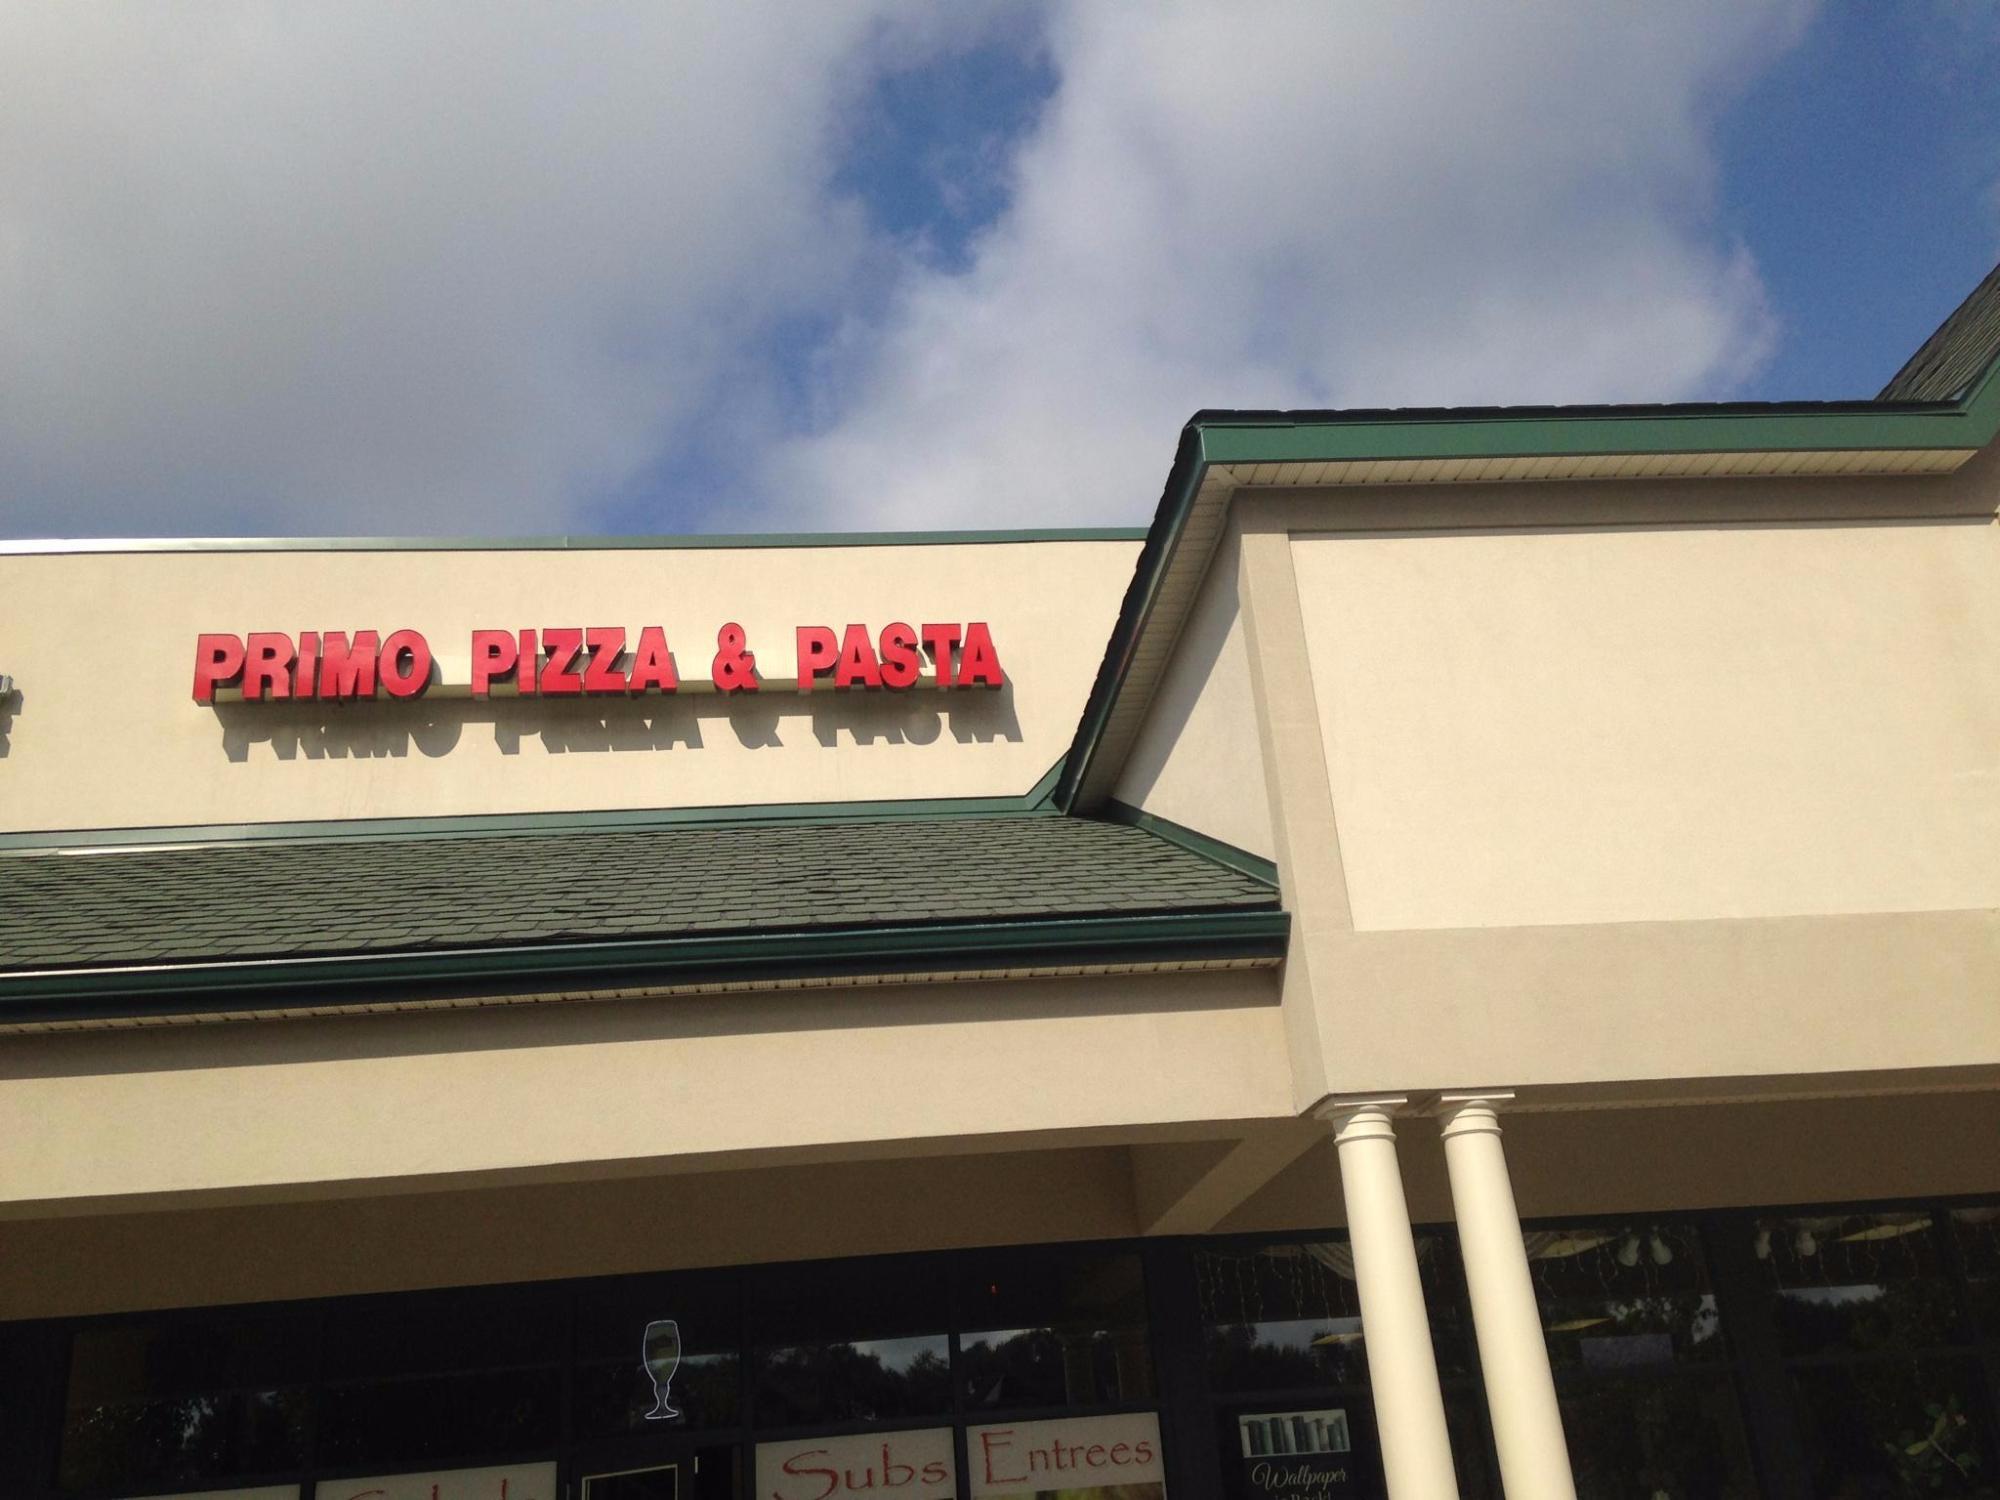 PRIMO PIZZA & PASTA
Subs
Entrees
Wallpaper